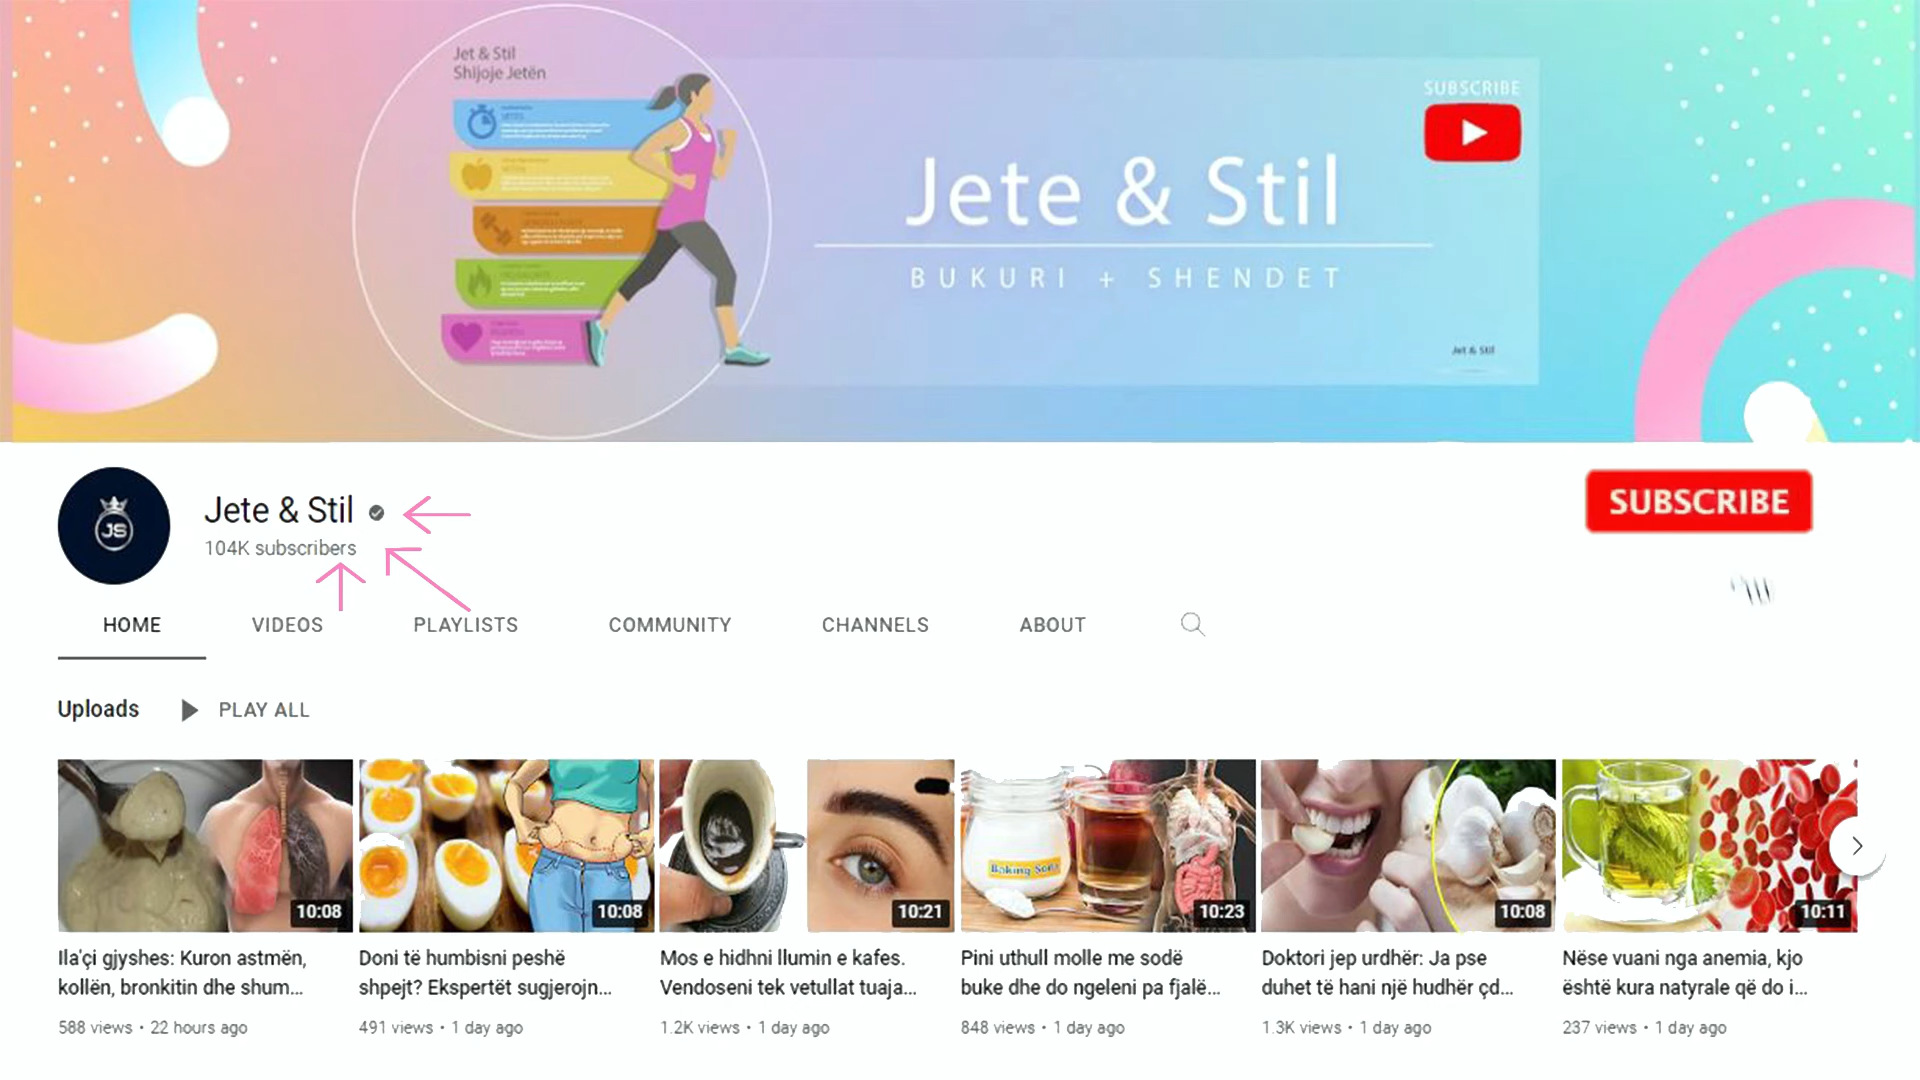 Jet & Stil
Shijoje Jetën
SUBSCRIBE
Jete & Stil
BUKURI + SHENDET
Jet & Stil
JS
Jete & Stil
104K subscribers
SUBSCRIBE
HOME VIDEOS PLAYLISTS COMMUNITY CHANNELS ABOUT
Uploads PLAY ALL
Baking Soda
10:08 10:08 10:21 10:23 10:08 10:11
Ila'çi gjyshes: Kuron astmën,
kollën, bronkitin dhe shum...
588 views • 22 hours ago
Doni të humbisni peshë
shpejt? Ekspertët sugjerojn...
491 views • 1 day ago
Mos e hidhni llumin e kafes.
Vendoseni tek vetullat tuaja...
1.2K views • 1 day ago
Pini uthull molle me sodë
buke dhe do ngeleni pa fjalë...
848 views • 1 day ago
Doktori jep urdhër: Ja pse
duhet të hani një hudhër çd...
1.3K views • 1 day ago
Nëse vuani nga anemia, kjo
është kura natyrale që do i...
237 views • 1 day ago